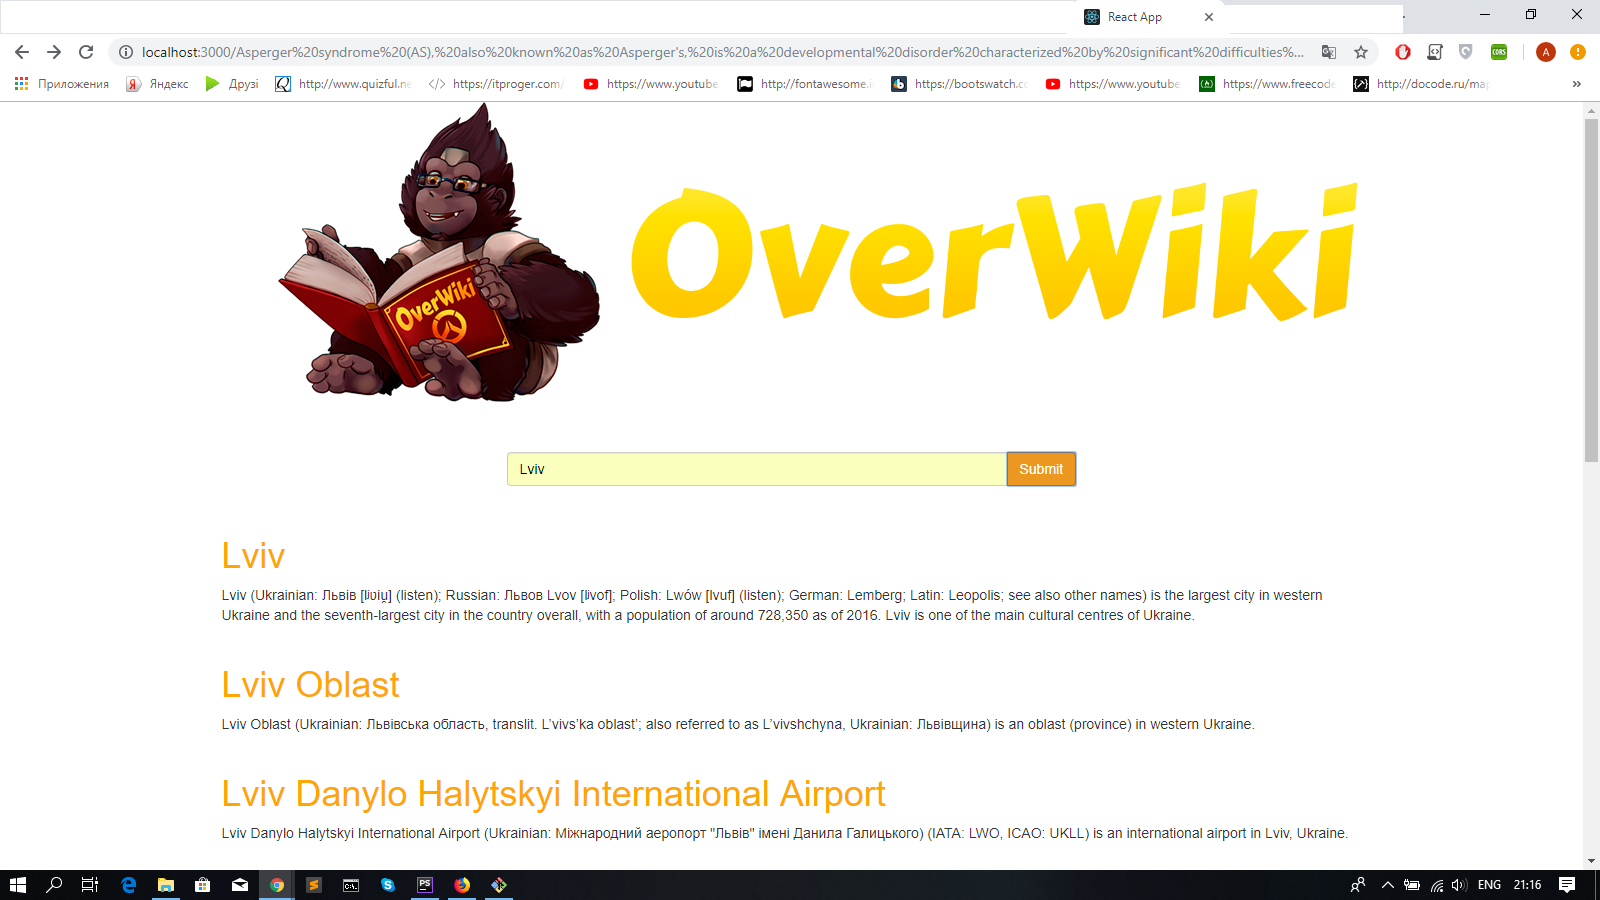 React App
localhost:3000/Asperger%20syndrome%20(AS),%20also%20known%20as%20Asperger's,%20is%20a%20developmental%20disorder%20characterized%20by%20significant%20difficulties%...
CORS
A
Приложения
Яндекс
Друзі
http://www.quizful.ne
https://itproger.com/
https://www.youtube
http://fontawesome.i
https://bootswatch.co
https://www.youtube
https://www.freecode
http://docode.ru/ma
OverWiki
OverWiki
Lviv
Submit
Lviv
Lviv (Ukrainian: Львів [lʲʋiu̯] (listen); Russian: Львов Lvov [lʲvof]; Polish: Lwów [lvuf] (listen); German: Lemberg; Latin: Leopolis; see also other names) is the largest city in western
Ukraine and the seventh-largest city in the country overall, with a population of around 728,350 as of 2016. Lviv is one of the main cultural centres of Ukraine.
Lviv Oblast
Lviv Oblast (Ukrainian: Львівська область, translit. L’vivs’ka oblast’; also referred to as L’vivshchyna, Ukrainian: Львівщина) is an oblast (province) in western Ukraine.
Lviv Danylo Halytskyi International Airport
Lviv Danylo Halytskyi International Airport (Ukrainian: Міжнародний аеропорт "Львів" імені Данила Галицького) (IATA: LWO, ICAO: UKLL) is an international airport in Lviv, Ukraine.
PS
ENG
21:16